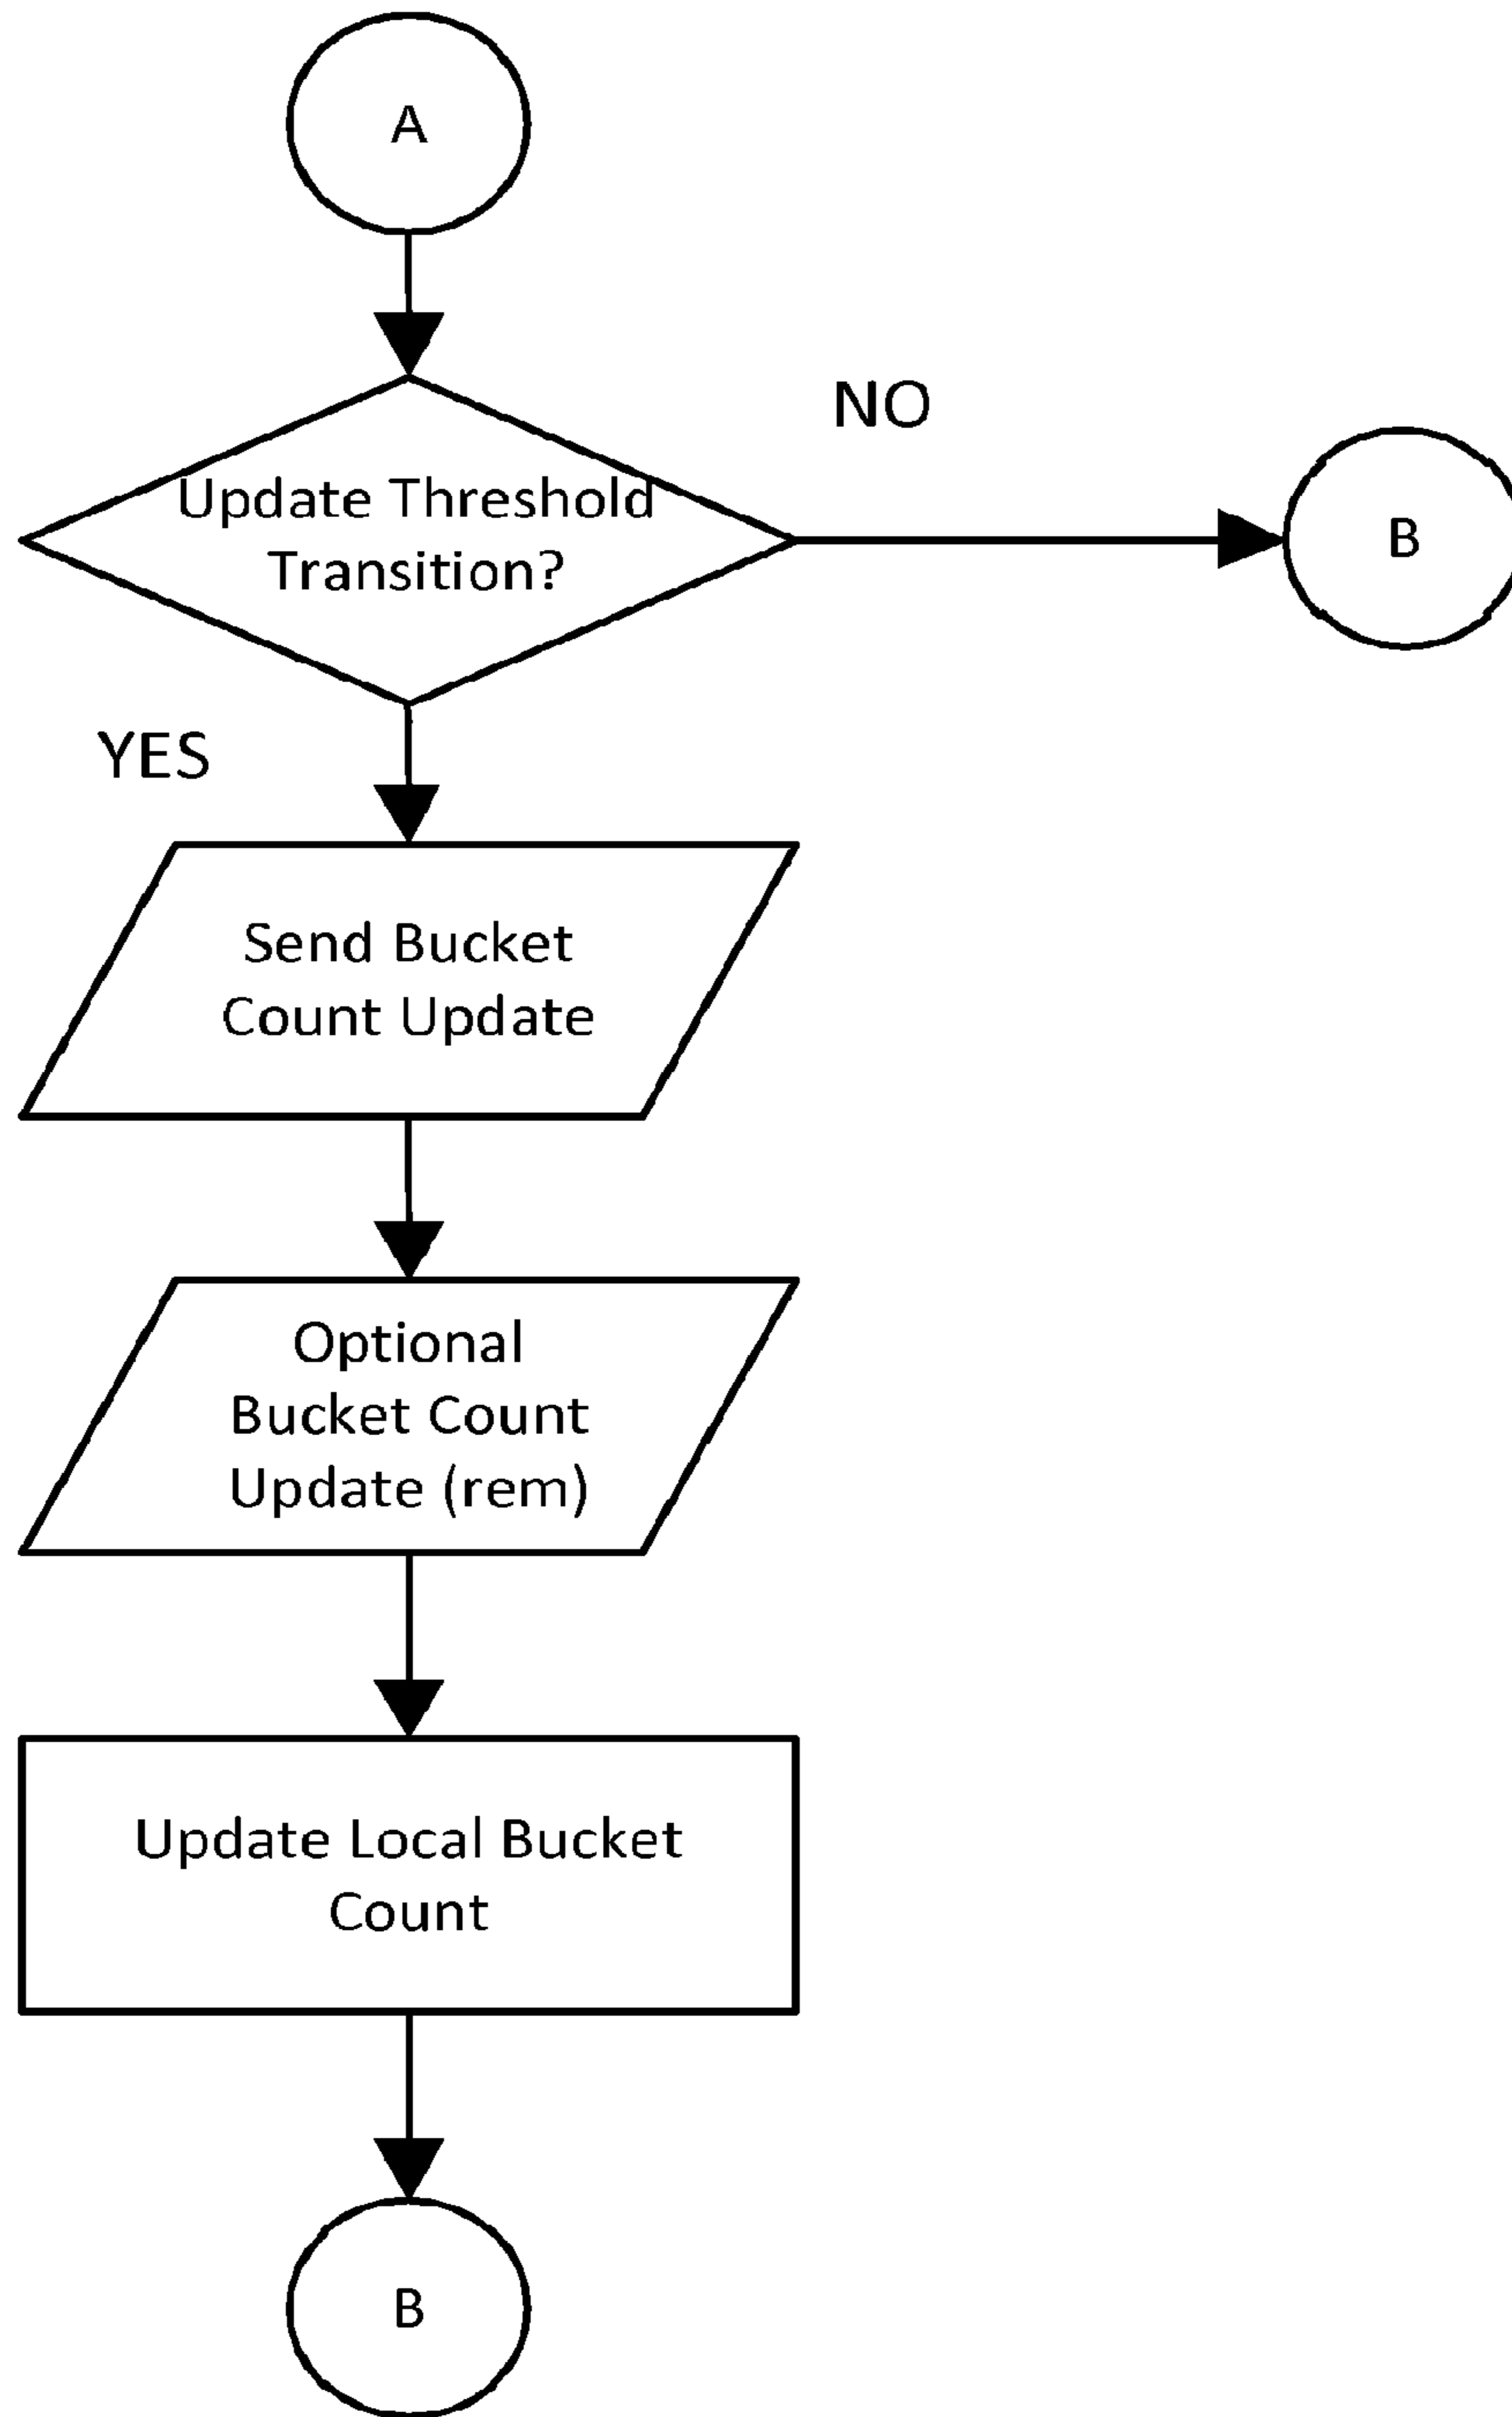 A
NO
Update Threshold
Transition?
B
YES
Send Bucket
Count Update
Optional
Bucket Count
Update (rem)
Update Local Bucket
Count
B